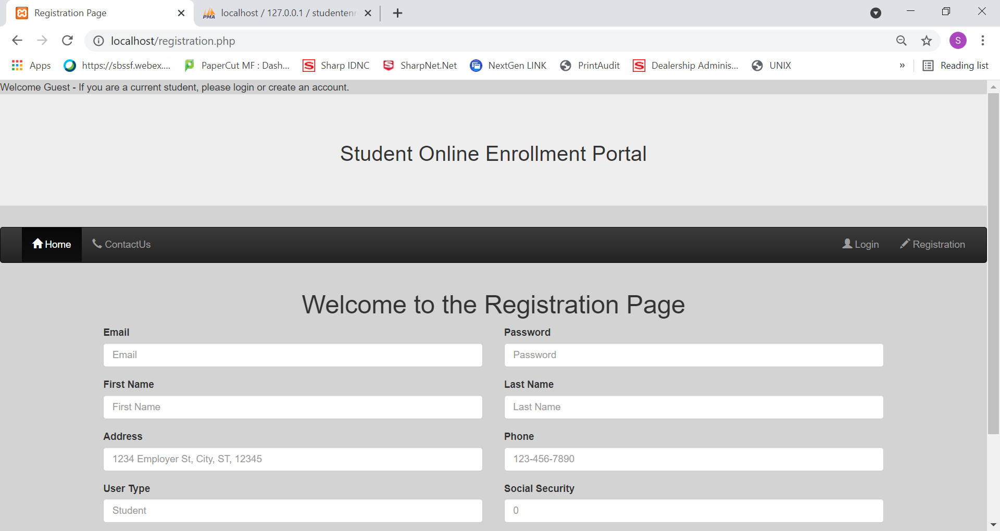 Registration Page
localhost / 127.0.0.1 / studentenr
PMA
localhost/registration.php
S
Apps
https://sbssf.webex....
PaperCut MF : Dash...
S Sharp IDNC
S SharpNet.Net
NextGen LINK
PrintAudit
S Dealership Adminis...
UNIX
»
Reading list
Welcome Guest - If you are a current student, please login or create an account.
Student Online Enrollment Portal
Home
ContactUs
Login
Registration
Welcome to the Registration Page
Email
Password
Email
Password
First Name
Last Name
First Name
Last Name
Address
Phone
1234 Employer St, City, ST, 12345
123-456-7890
User Type
Social Security
Student
0